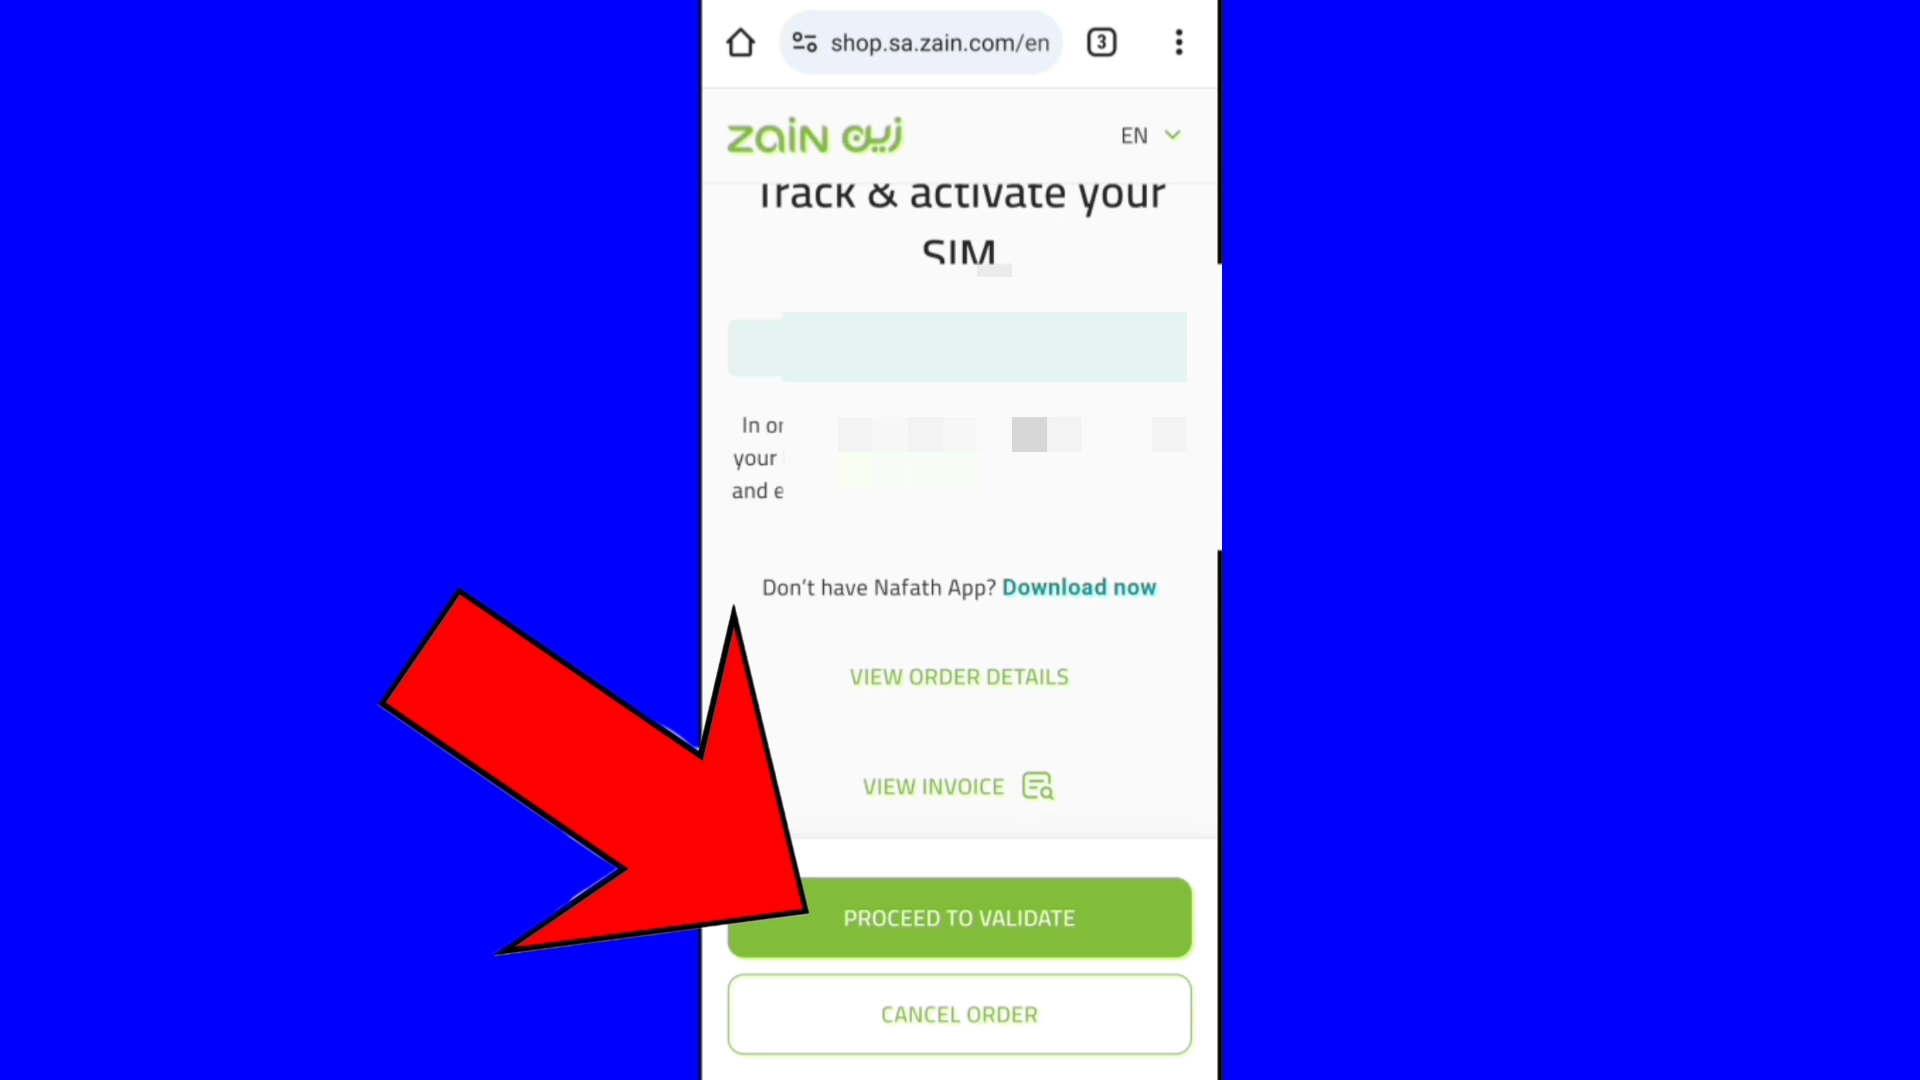 shop.sa.zain.com/en
3
zain زين
EN
Track & activate your
SIM
In
your
and
Don't have Nafath App? Download now
VIEW ORDER DETAILS
VIEW INVOICE
PROCEED TO VALIDATE
CANCEL ORDER